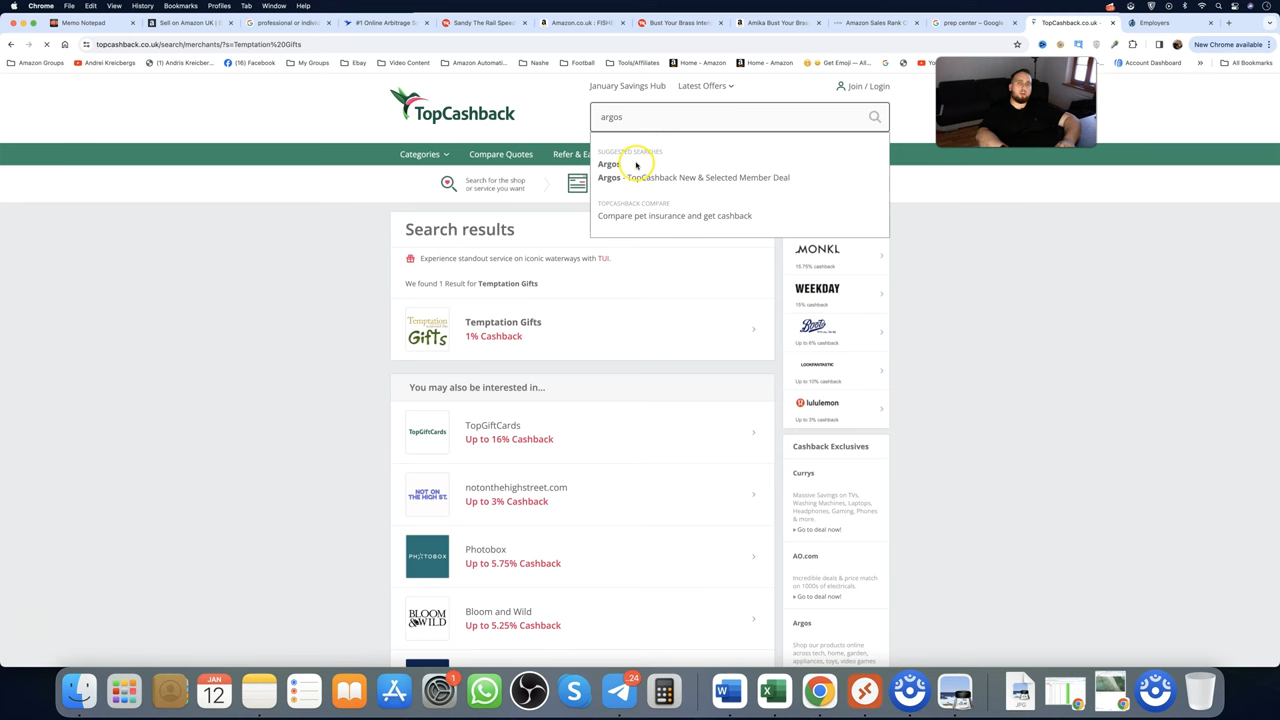 Chrome File Edit View History Bookmarks Profiles Tab Window Help
Memo Notepad
Sell on Amazon UK
professional or individ
#1 Online Arbitrage S
Sandy The Rail Speed
Amazon.co.uk : FISH
Bust Your Brass Inten
Amika Bust Your Bras
Amazon Sales Rank C
prep center – Google
TopCashback.co.uk -
Employers
topcashback.co.uk/search/merchants/?s=Temptation%20Gifts
New Chrome available
Amazon Groups
Andrei Kreicbergs
Andris Kreicber...
(16) Facebook
My Groups
Ebay
Video Content
Amazon Automati...
Nashe
Football
Tools/Affiliates
Home - Amazon
Home - Amazon
Get Emoji — All...
Account Dashboard
All Bookmarks
January Savings Hub
Latest Offers
Join / Login
TopCashback
argos
Categories
Compare Quotes
Refer & Ea
SUGGESTED SEARCHES
Argos
Argos - TopCashback New & Selected Member Deal
TOPCASHBACK COMPARE
Compare pet insurance and get cashback
Search for the shop
or service you want
Search results
Experience standout service on iconic waterways with TUI.
We found 1 Result for Temptation Gifts
Temptation
Gifts
Temptation Gifts
1% Cashback
You may also be interested in...
TopGiftCards
TopGiftCards
Up to 16% Cashback
NOT ON
THE HIGH ST.
notonthehighstreet.com
Up to 3% Cashback
PHOTOBOX
Photobox
Up to 5.75% Cashback
BLOOM
&WILD
Bloom and Wild
Up to 5.25% Cashback
MONKL
15.75% cashback
WEEKDAY
15% cashback
Boots
Up to 6% cashback
LOOKFANTASTIC
Up to 10% cashback
lululemon
Up to 3% cashback
Cashback Exclusives
Currys
Massive Savings on TVs,
Washing Machines, Laptops,
Headphones, Gaming, Phones
& more.
» Go to deal now!
AO.com
Incredible deals & price match
on 1000s of electricals.
» Go to deal now!
Argos
Shop our products online
across tech, home, garden,
appliances, toys, video games
JAN
12
1
24
JPG